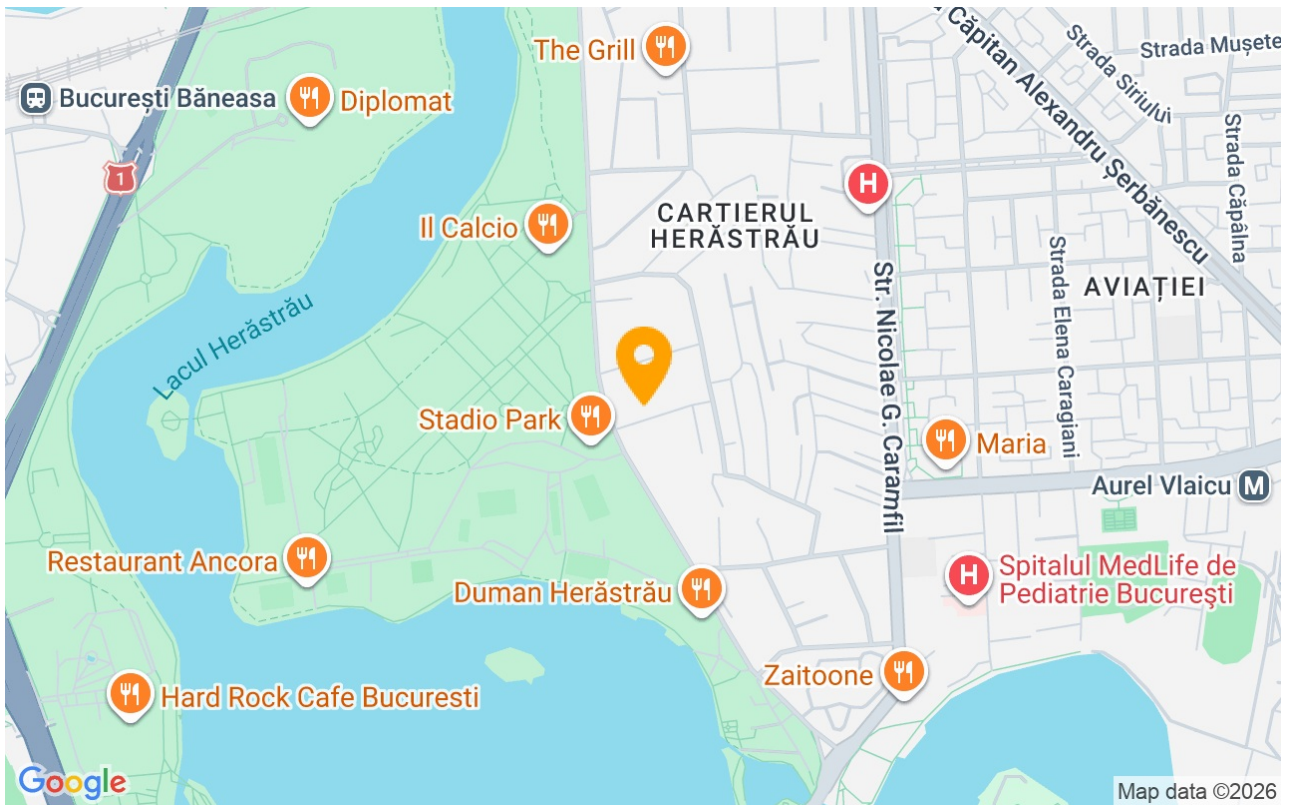 The Grill
Căpitan Alexandru Șerbănescu
Strada Siriului
Strada Mușete
București Băneasa
Diplomat
1
Strada Căpâlna
H
Il Calcio
CARTIERUL
HERĂSTRĂU
Str. Nicolae G. Caramfil
Strada Elena Caragiani
AVIAȚIEI
Lacul Herăstrău
Stadio Park
Maria
Aurel Vlaicu M
Restaurant Ancora
Duman Herăstrău
H
Spitalul MedLife de
Pediatrie Bucureşti
Zaitoone
Hard Rock Cafe Bucuresti
Google
Map data ©2026